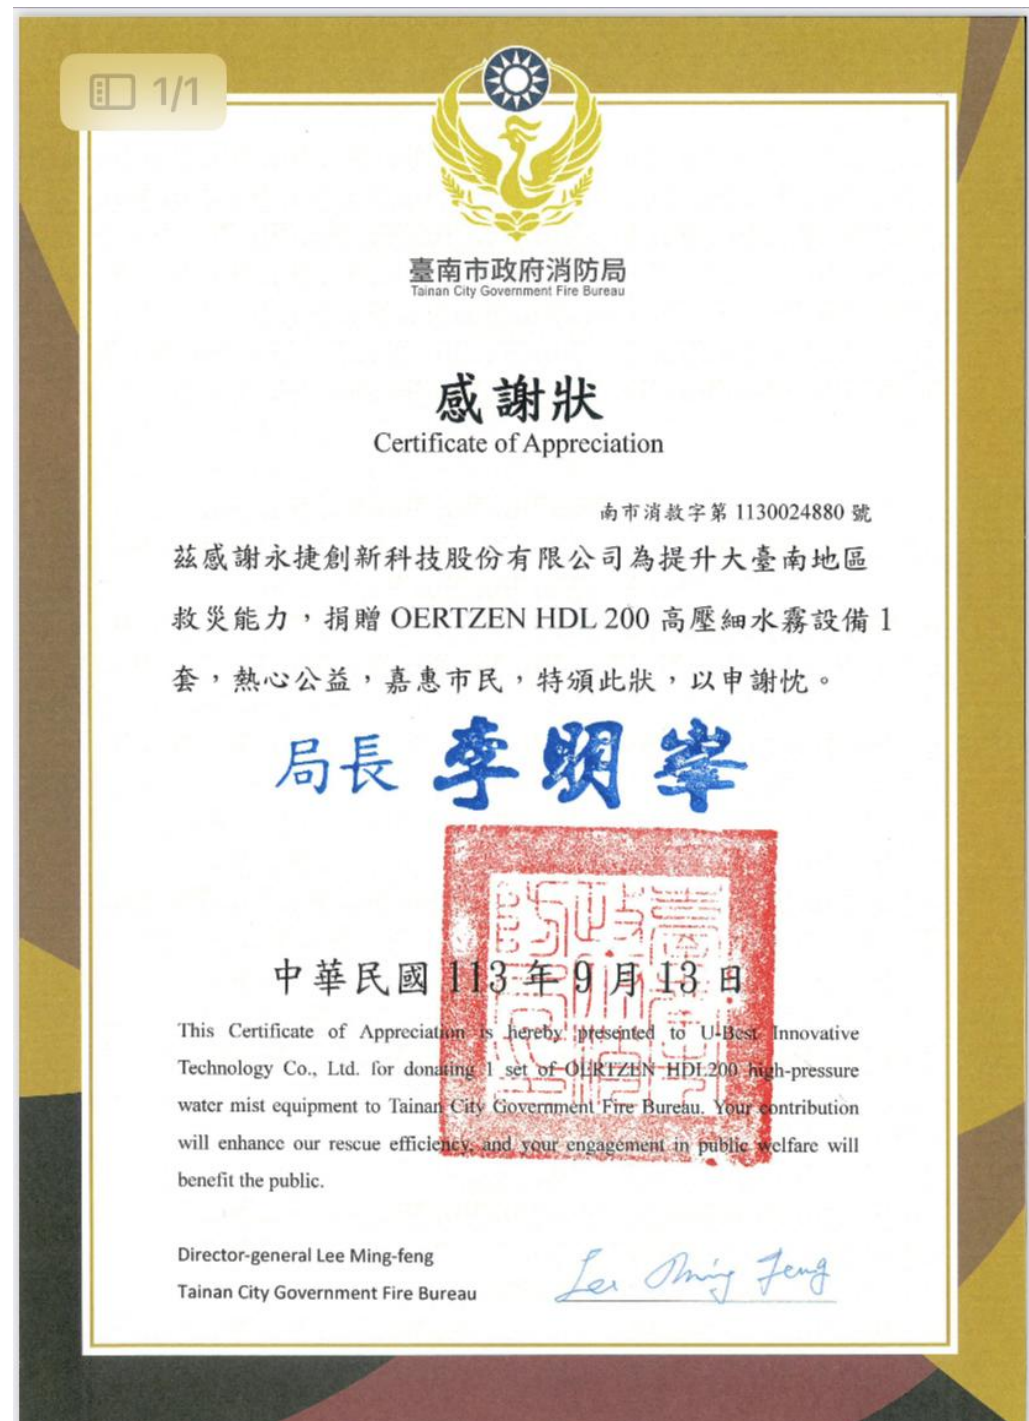 1/1
臺南市政府消防局
Tainan City Government Fire Bureau
感謝狀
Certificate of Appreciation
南市消救字第 1130024880 號
茲感謝永捷創新科技股份有限公司為提升大臺南地區
救災能力，捐贈 OERTZEN HDL 200 高壓細水霧設備 1
套，熱心公益，嘉惠市民，特頒此狀，以申謝忱。
局長 李明峯
中華民國 113 年 9 月 13 日
This Certificate of Appreciation is hereby presented to U-Best Innovative
Technology Co., Ltd. for donating 1 set of OERTZEN HDL200 high-pressure
water mist equipment to Tainan City Government Fire Bureau. Your contribution
will enhance our rescue efficiency, and your engagement in public welfare will
benefit the public.
Director-general Lee Ming-feng
Tainan City Government Fire Bureau
Lee Ming Feng